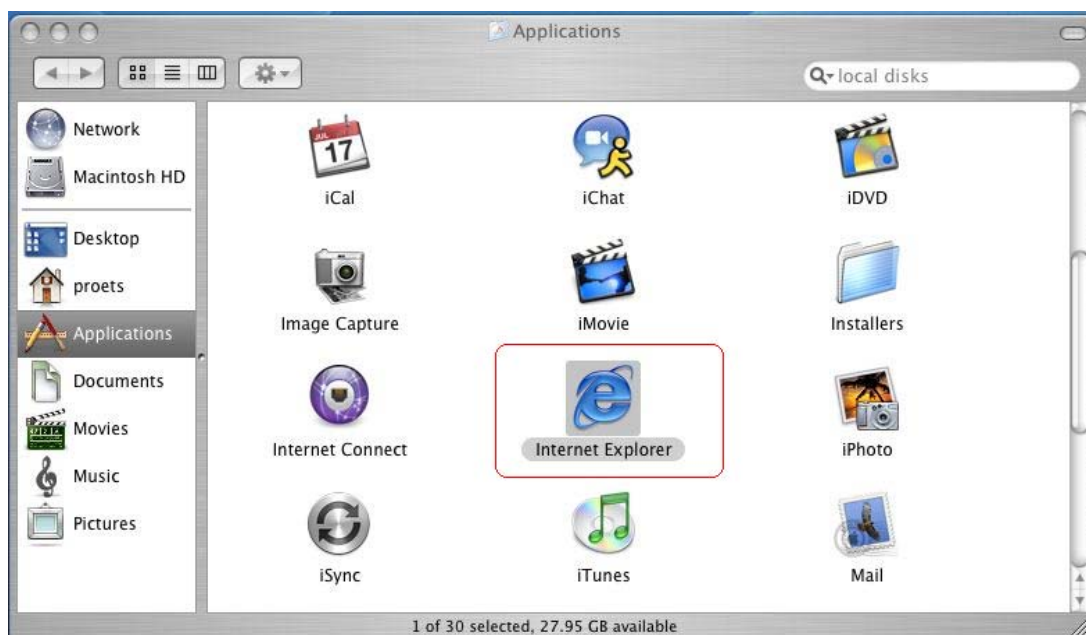 Applications
local disks
Network
Macintosh HD
Desktop
proets
Applications
Documents
Movies
Music
Pictures
JUL
17
iCal
iChat
iDVD
Image Capture
iMovie
Installers
Internet Connect
Internet Explorer
iPhoto
iSync
iTunes
Mail
1 of 30 selected, 27.95 GB available